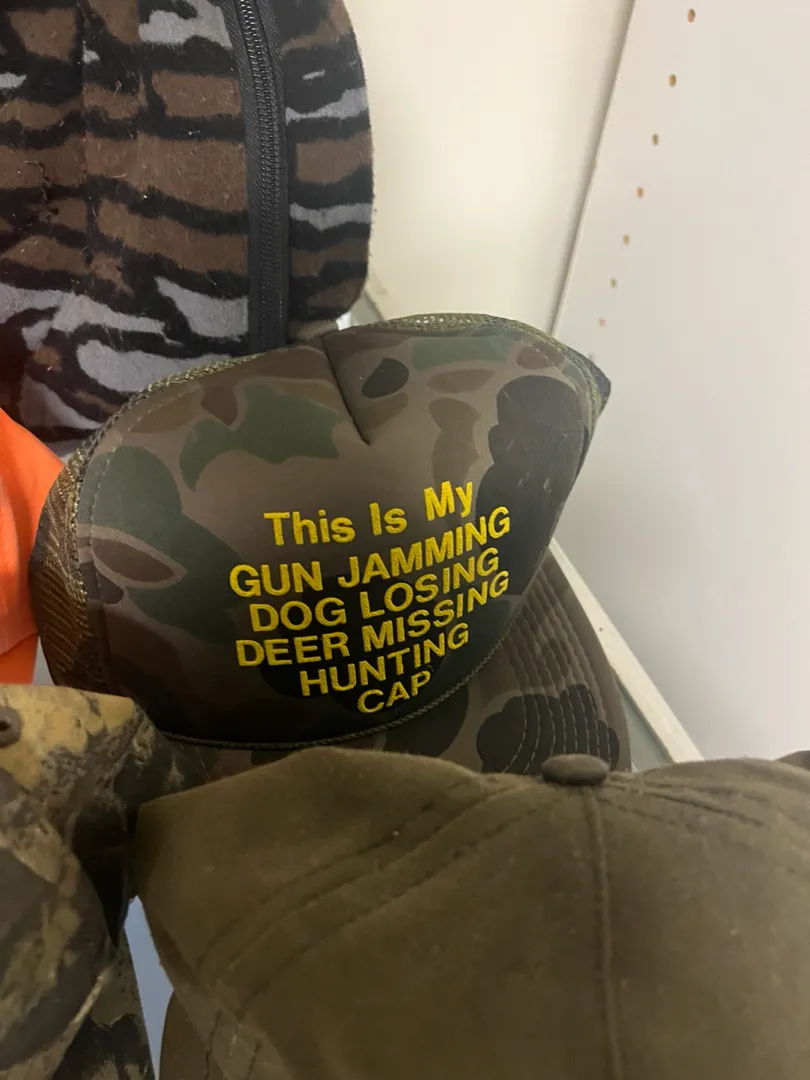 This Is My
GUN JAMMING
DOG LOSING
DEER MISSING
HUNTING
CAP